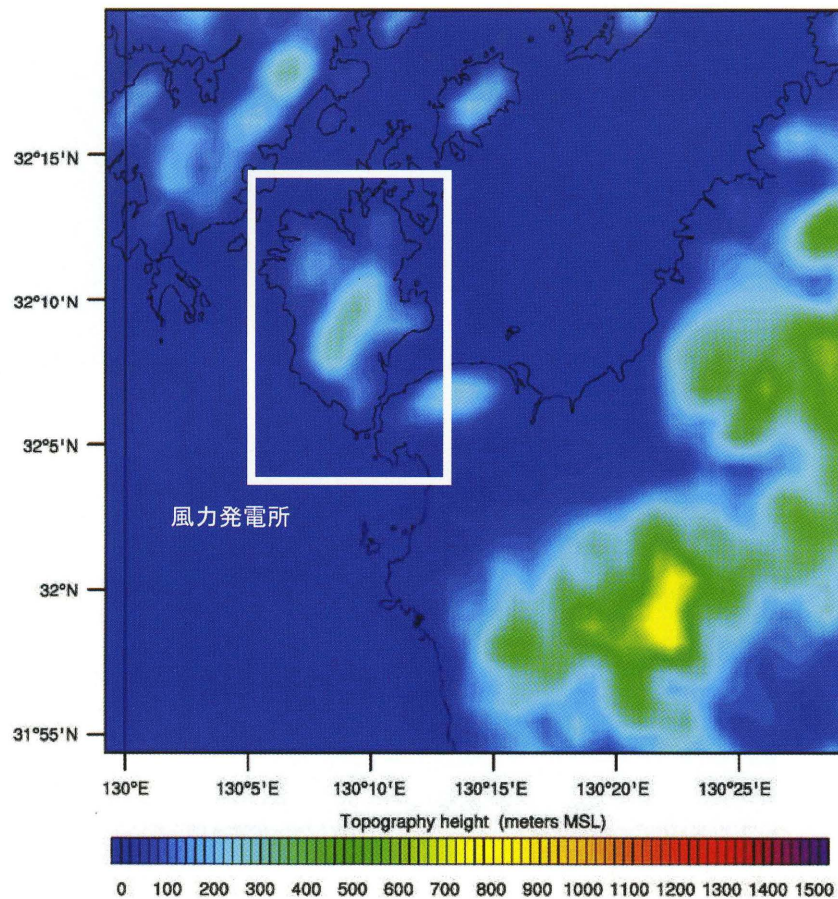 32°15'N
32°10'N
32°5'N
風力発電所
32°N
31°55'N
130°E 130°5'E 130°10'E 130°15'E 130°20'E 130°25'E
Topography height (meters MSL)
0 100 200 300 400 500 600 700 800 900 1000 1100 1200 1300 1400 1500